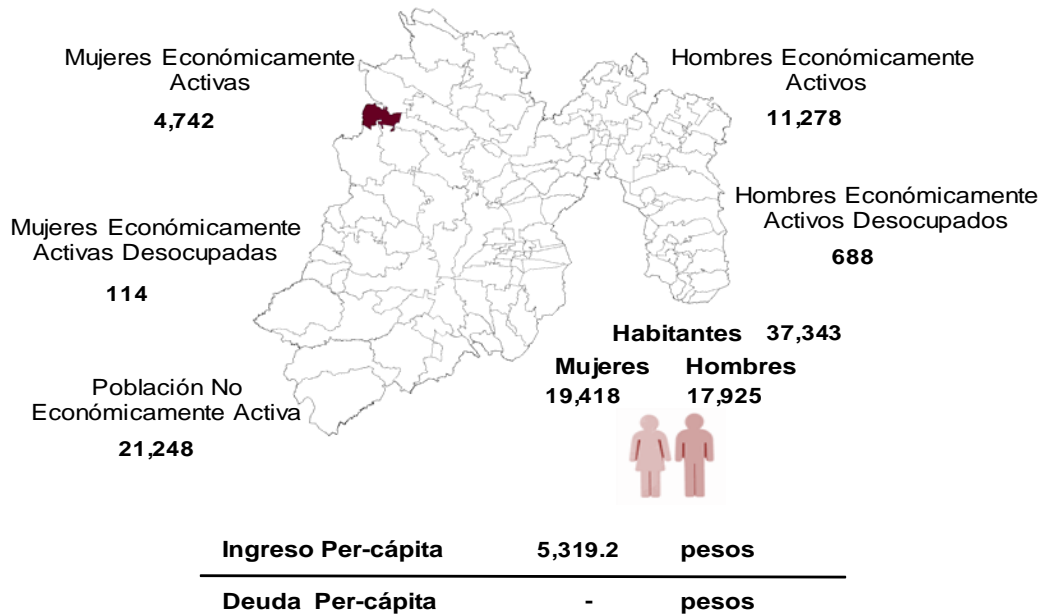 Mujeres Económicamente
Activas
4,742
Hombres Económicamente
Activos
11,278
Mujeres Económicamente
Activas Desocupadas
114
Hombres Económicamente
Activos Desocupados
688
Habitantes 37,343
Mujeres Hombres
19,418 17,925
Población No
Económicamente Activa
21,248
Ingreso Per-cápita 5,319.2 pesos
Deuda Per-cápita - pesos